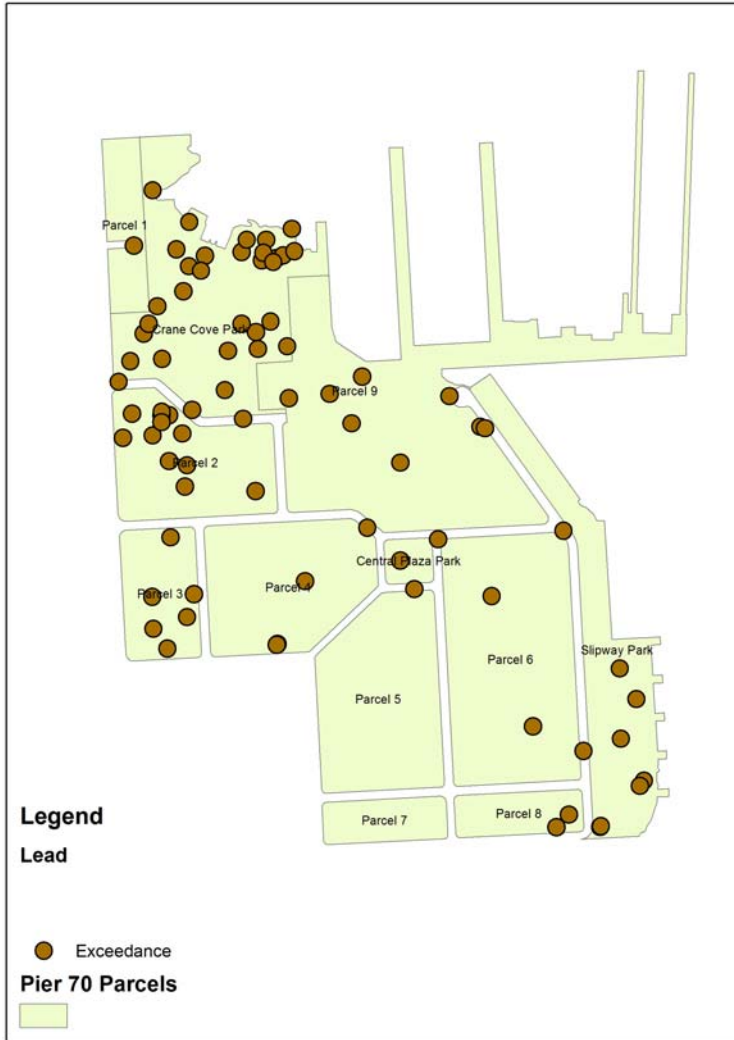 Parcel 1
Crane Cove Park
Parcel 9
Parcel 2
Central Plaza Park
Parcel 3
Parcel 4
Slipway Park
Parcel 6
Parcel 5
Parcel 7
Parcel 8
Legend
Lead
Exceedance
Pier 70 Parcels